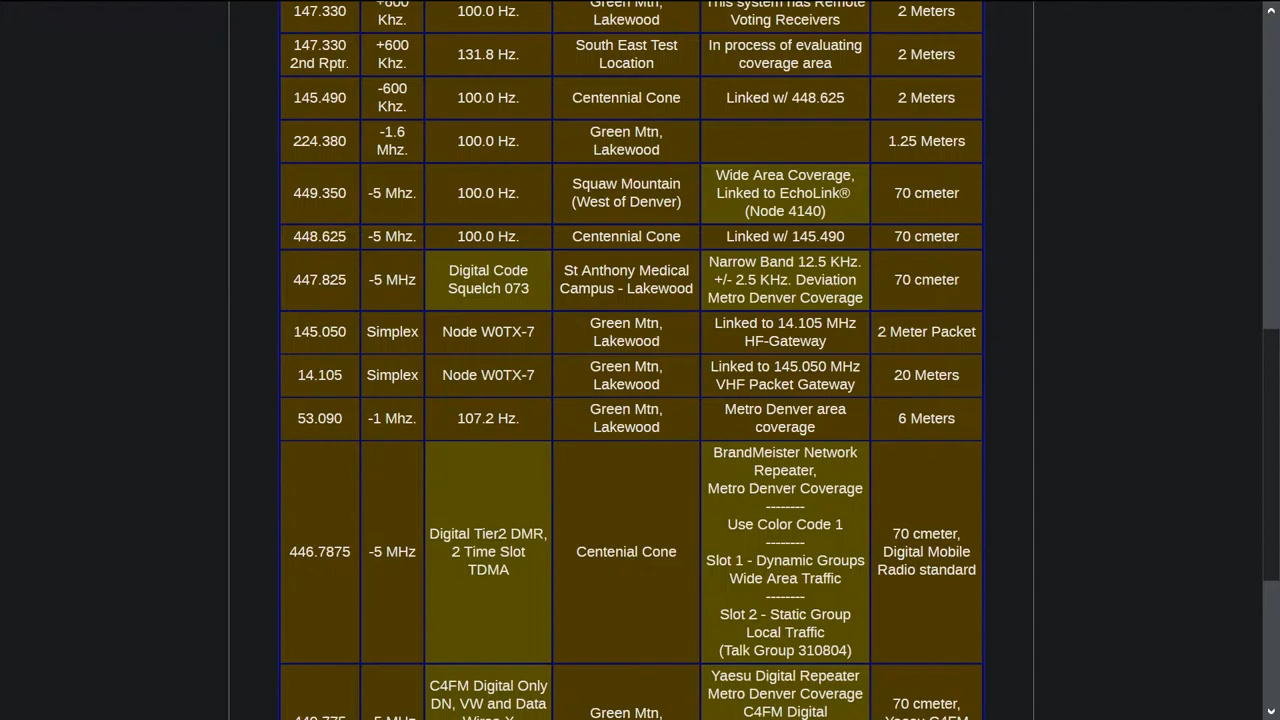 147.330
+600
Khz.
100.0 Hz.
Green Mtn,
Lakewood
This system has Remote
Voting Receivers
2 Meters
147.330
2nd Rptr.
+600
Khz.
131.8 Hz.
South East Test
Location
In process of evaluating
coverage area
2 Meters
145.490
-600
Khz.
100.0 Hz.
Centennial Cone
Linked w/ 448.625
2 Meters
224.380
-1.6
Mhz.
100.0 Hz.
Green Mtn,
Lakewood
1.25 Meters
449.350
-5 Mhz.
100.0 Hz.
Squaw Mountain
(West of Denver)
Wide Area Coverage,
Linked to EchoLink®
(Node 4140)
70 cmeter
448.625
-5 Mhz.
100.0 Hz.
Centennial Cone
Linked w/ 145.490
70 cmeter
447.825
-5 MHz
Digital Code
Squelch 073
St Anthony Medical
Campus - Lakewood
Narrow Band 12.5 KHz.
+/- 2.5 KHz. Deviation
Metro Denver Coverage
70 cmeter
145.050
Simplex
Node W0TX-7
Green Mtn,
Lakewood
Linked to 14.105 MHz
HF-Gateway
2 Meter Packet
14.105
Simplex
Node W0TX-7
Green Mtn,
Lakewood
Linked to 145.050 MHz
VHF Packet Gateway
20 Meters
53.090
-1 Mhz.
107.2 Hz.
Green Mtn,
Lakewood
Metro Denver area
coverage
6 Meters
446.7875
-5 MHz
Digital Tier2 DMR,
2 Time Slot
TDMA
Centenial Cone
BrandMeister Network
Repeater,
Metro Denver Coverage
--------
Use Color Code 1
--------
Slot 1 - Dynamic Groups
Wide Area Traffic
--------
Slot 2 - Static Group
Local Traffic
(Talk Group 310804)
70 cmeter,
Digital Mobile
Radio standard
C4FM Digital Only
DN, VW and Data
Green Mtn,
Yaesu Digital Repeater
Metro Denver Coverage
C4FM Digital
70 cmeter,